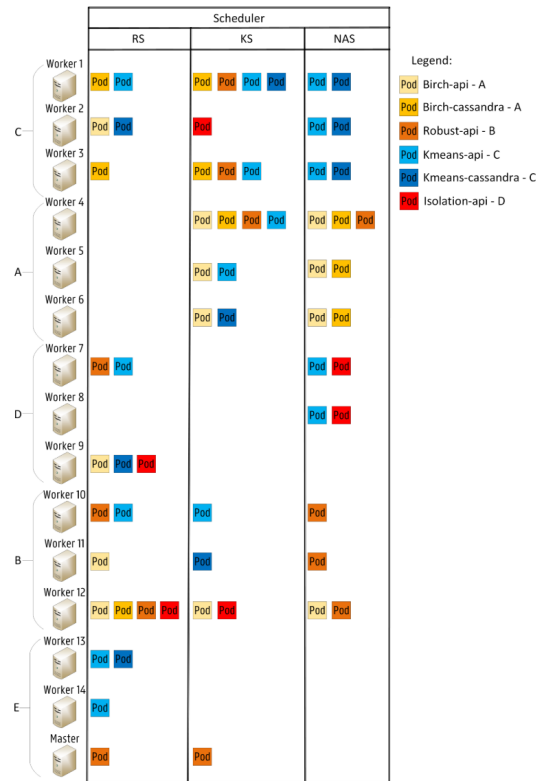 Scheduler
RS KS NAS
Legend:
Pod Birch-api - A
Pod Birch-cassandra - A
Pod Robust-api - B
Pod Kmeans-api - C
Pod Kmeans-cassandra - C
Pod Isolation-api - D
C
Worker 1
Pod Pod Pod Pod Pod Pod Pod Pod
Worker 2
Pod Pod Pod Pod Pod
Worker 3
Pod Pod Pod Pod Pod Pod
A
Worker 4
Pod Pod Pod Pod Pod Pod Pod
Worker 5
Pod Pod Pod Pod
Worker 6
Pod Pod Pod Pod
D
Worker 7
Pod Pod Pod Pod
Worker 8
Pod Pod
Worker 9
Pod Pod Pod
B
Worker 10
Pod Pod Pod Pod
Worker 11
Pod Pod Pod
Worker 12
Pod Pod Pod Pod Pod Pod Pod Pod
E
Worker 13
Pod Pod
Worker 14
Pod
Master
Pod Pod